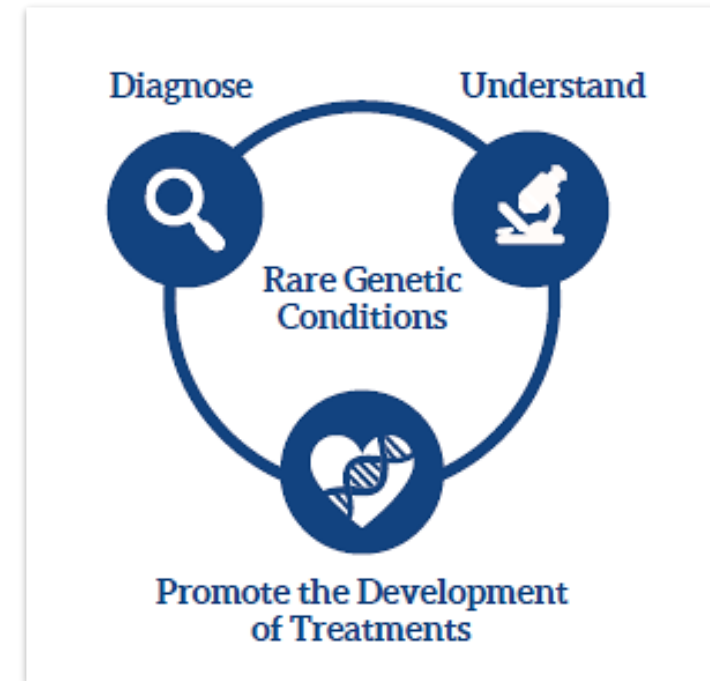 Diagnose
Understand
Rare Genetic
Conditions
Promote the Development
of Treatments